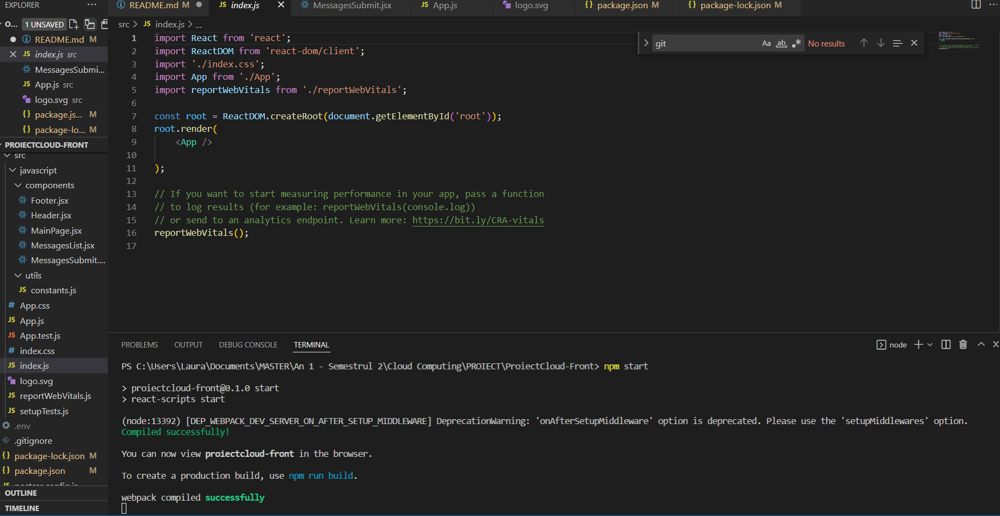 EXPLORER ...
O... 1 UNSAVED
README.md M
index.js src
MessagesSubmi...
App.js src
logo.svg src
package.js... M
package-lo... M
PROIECTCLOUD-FRONT
src
javascript
components
Footer.jsx
Header.jsx
MainPage.jsx
MessagesList.jsx
MessagesSubmit....
utils
JS constants.js
# App.css
JS App.js
JS App.test.js
# index.css
JS index.js
logo.svg
JS reportWebVitals.js
JS setupTests.js
.env
.gitignore
{} package-lock.json M
{} package.json M
OUTLINE
TIMELINE
README.md M JS index.js MessagesSubmit.jsx JS App.js logo.svg {} package.json M {} package-lock.json M ...
src > JS index.js > ...
git Aa ab .* No results
1 import React from 'react';
2 import ReactDOM from 'react-dom/client';
3 import './index.css';
4 import App from './App';
5 import reportWebVitals from './reportWebVitals';
6
7 const root = ReactDOM.createRoot(document.getElementById('root'));
8 root.render(
9 <App />
10
11 );
12
13 // If you want to start measuring performance in your app, pass a function
14 // to log results (for example: reportWebVitals(console.log))
15 // or send to an analytics endpoint. Learn more: https://bit.ly/CRA-vitals
16 reportWebVitals();
17
PROBLEMS OUTPUT DEBUG CONSOLE TERMINAL node
PS C:\Users\Laura\Documents\MASTER\An 1 - Semestrul 2\Cloud Computing\PROIECT\ProiectCloud-Front> npm start
> proiectcloud-front@0.1.0 start
> react-scripts start
(node:13392) [DEP_WEBPACK_DEV_SERVER_ON_AFTER_SETUP_MIDDLEWARE] DeprecationWarning: 'onAfterSetupMiddleware' option is deprecated. Please use the 'setupMiddlewares' option.
Compiled successfully!
You can now view proiectcloud-front in the browser.
To create a production build, use npm run build.
webpack compiled successfully